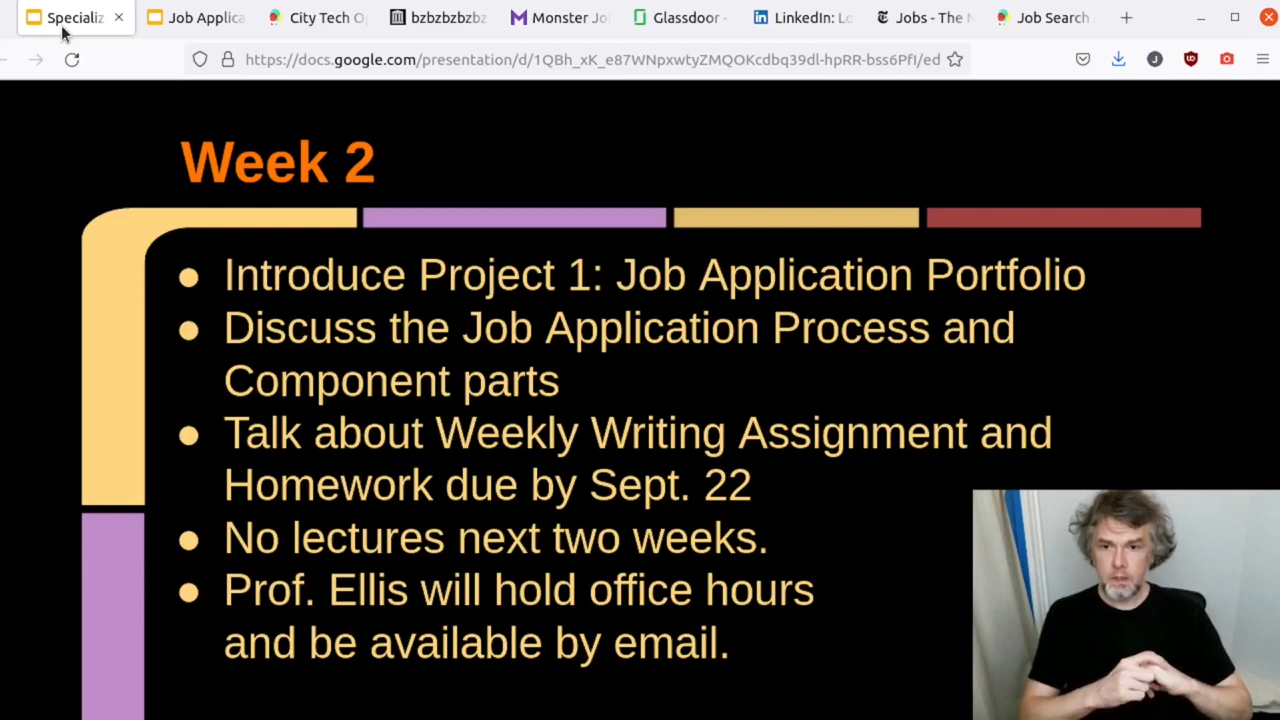 Specializ
Job Applica
City Tech O
bzbzbzbzbz
Monster Jo
Glassdoor -
LinkedIn: Lo
Jobs - The N
Job Search
https://docs.google.com/presentation/d/1QBh_xK_e87WNpxwtyZMQOKcdbq39dl-hpRR-bss6PfI/ed
Week 2
● Introduce Project 1: Job Application Portfolio
● Discuss the Job Application Process and
Component parts
● Talk about Weekly Writing Assignment and
Homework due by Sept. 22
● No lectures next two weeks.
● Prof. Ellis will hold office hours
and be available by email.